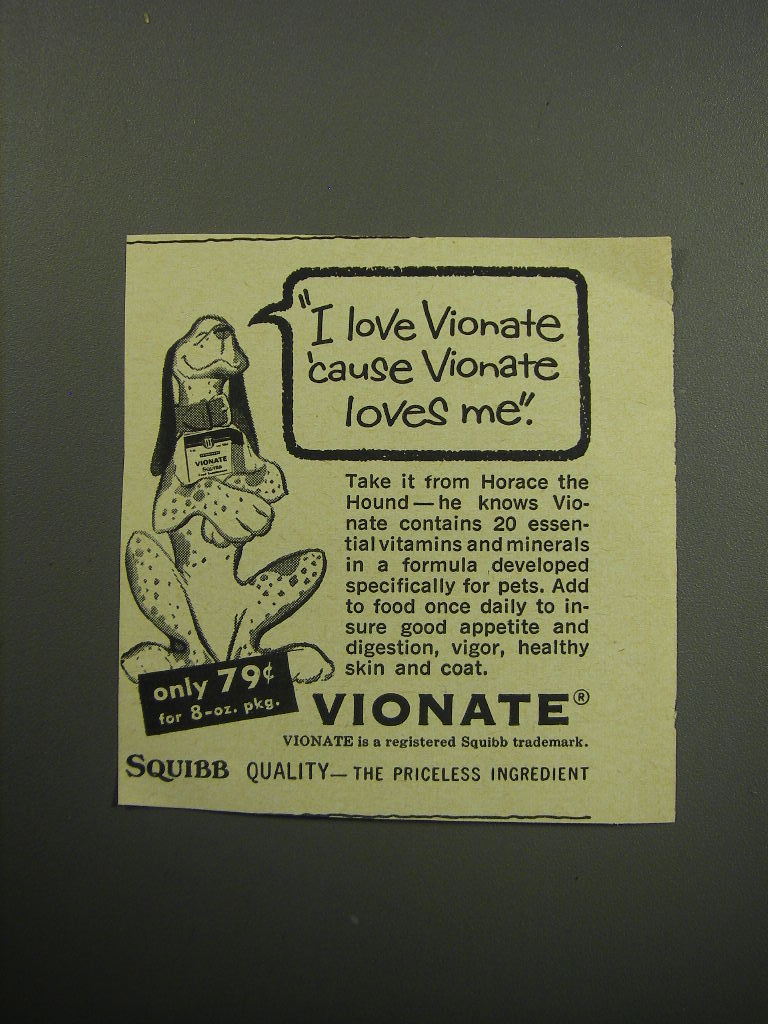 "I love Vionate
'cause Vionate
loves me".
VIONATE
SQUIBB
Take it from Horace the
Hound—he knows Vio-
nate contains 20 essen-
tial vitamins and minerals
in a formula developed
specifically for pets. Add
to food once daily to in-
sure good appetite and
digestion, vigor, healthy
skin and coat.
only 79¢
for 8-oz. pkg.
VIONATE®
VIONATE is a registered Squibb trademark.
SQUIBB QUALITY—THE PRICELESS INGREDIENT